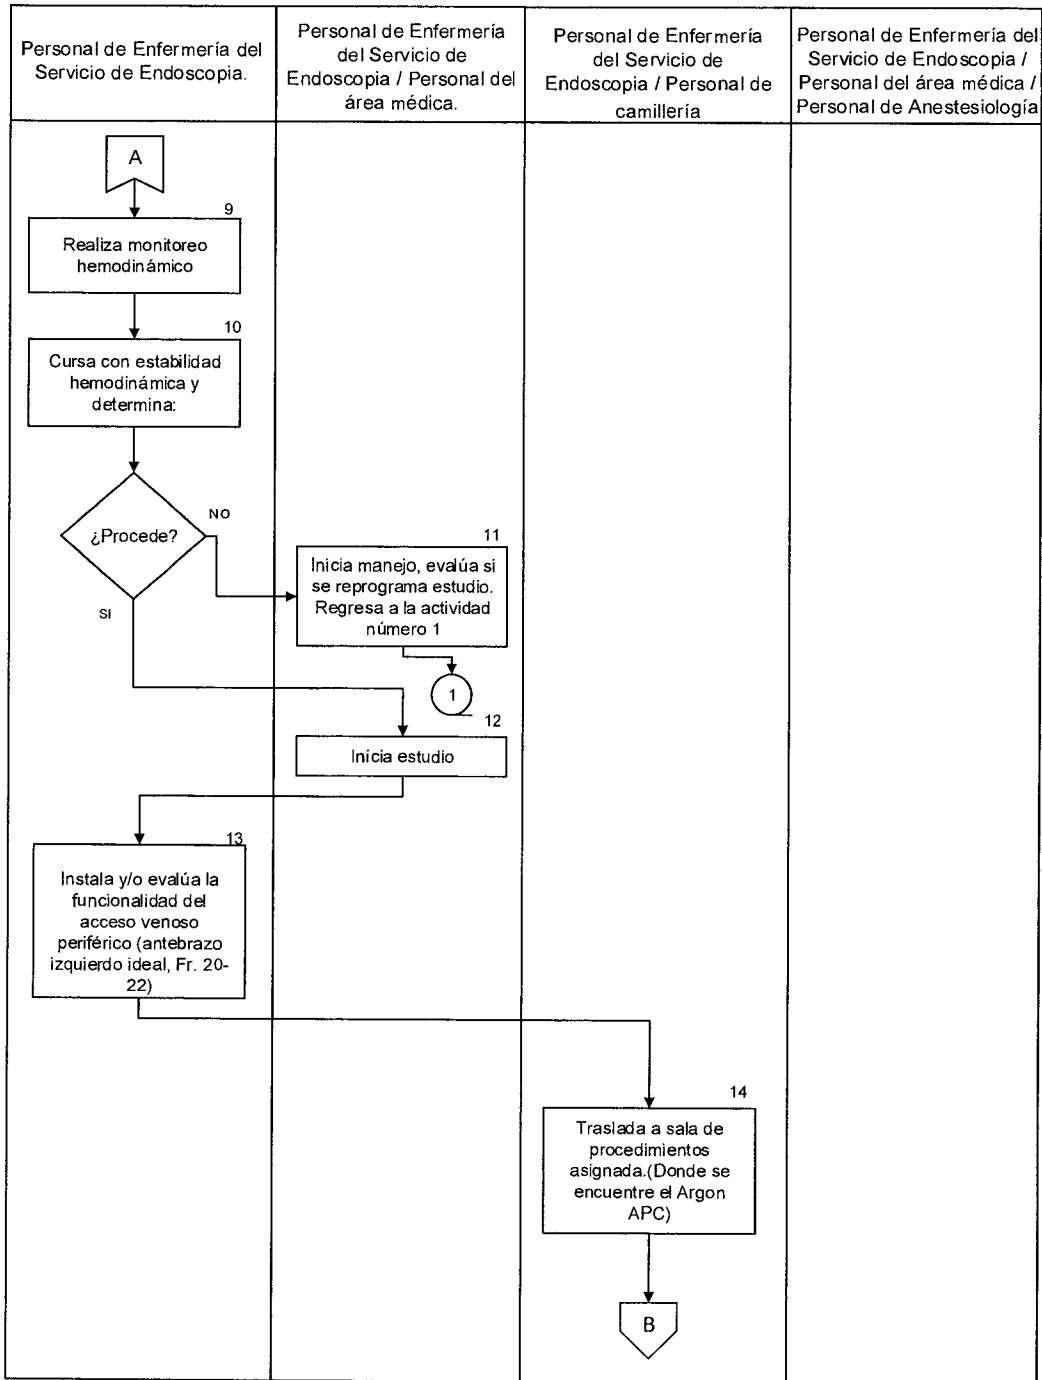 Personal de Enfermería del
Servicio de Endoscopia.
Personal de Enfermería
del Servicio de
Endoscopia / Personal del
área médica.
Personal de Enfermería
del Servicio de
Endoscopia / Personal de
camillería
Personal de Enfermería del
Servicio de Endoscopia /
Personal del área médica /
Personal de Anestesiología
A
9
Realiza monitoreo
hemodinámico
10
Cursa con estabilidad
hemodinámica y
determina:
¿Procede?
NO
SI
11
Inicia manejo, evalúa si
se reprograma estudio.
Regresa a la actividad
número 1
1
12
Inicia estudio
13
Instala y/o evalúa la
funcionalidad del
acceso venoso
periférico (antebrazo
izquierdo ideal, Fr. 20-
22)
14
Traslada a sala de
procedimientos
asignada.(Donde se
encuentre el Argon
APC)
B